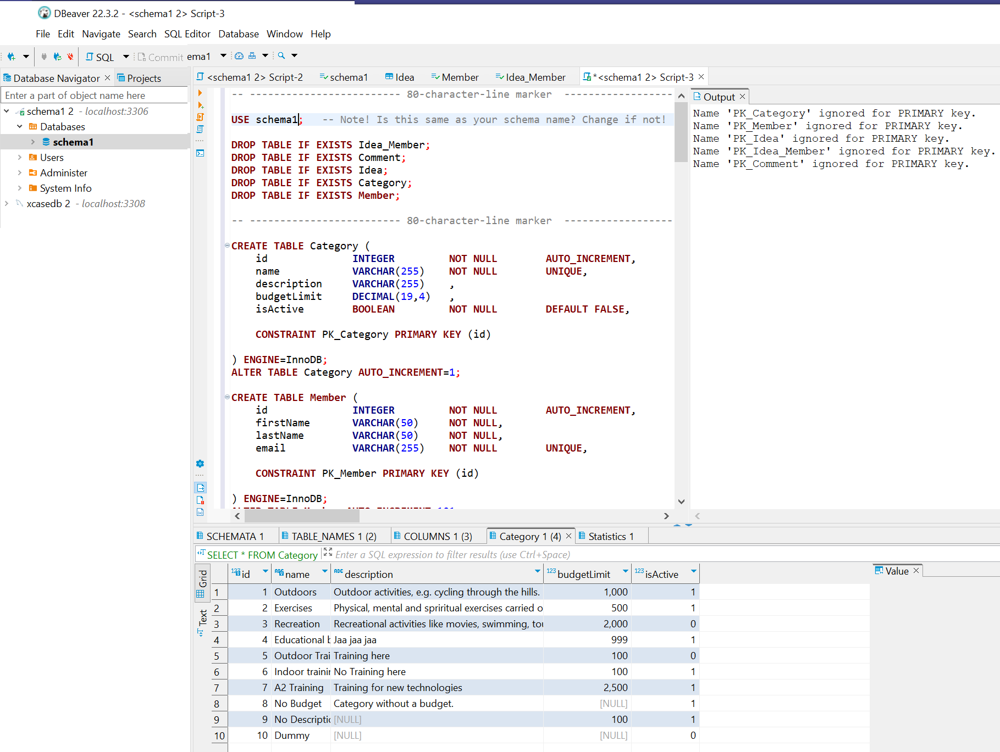 DBeaver 22.3.2 - <schema1 2> Script-3
File Edit Navigate Search SQL Editor Database Window Help
SQL Commit ema1
Database Navigator Projects
Enter a part of object name here
schema1 2 - localhost:3306
Databases
schema1
Users
Administer
System Info
xcasedb 2 - localhost:3308
<schema1 2> Script-2 schema1 Idea Member Idea_Member *<schema1 2> Script-3
-- ------------------------- 80-character-line marker ------------------
USE schema1; -- Note! Is this same as your schema name? Change if not!
DROP TABLE IF EXISTS Idea_Member;
DROP TABLE IF EXISTS Comment;
DROP TABLE IF EXISTS Idea;
DROP TABLE IF EXISTS Category;
DROP TABLE IF EXISTS Member;
-- ------------------------- 80-character-line marker ------------------
CREATE TABLE Category (
id INTEGER NOT NULL AUTO_INCREMENT,
name VARCHAR(255) NOT NULL UNIQUE,
description VARCHAR(255) ,
budgetLimit DECIMAL(19,4) ,
isActive BOOLEAN NOT NULL DEFAULT FALSE,
CONSTRAINT PK_Category PRIMARY KEY (id)
) ENGINE=InnoDB;
ALTER TABLE Category AUTO_INCREMENT=1;
CREATE TABLE Member (
id INTEGER NOT NULL AUTO_INCREMENT,
firstName VARCHAR(50) NOT NULL,
lastName VARCHAR(50) NOT NULL,
email VARCHAR(255) NOT NULL UNIQUE,
CONSTRAINT PK_Member PRIMARY KEY (id)
) ENGINE=InnoDB;
Output
Name 'PK_Category' ignored for PRIMARY key.
Name 'PK_Member' ignored for PRIMARY key.
Name 'PK_Idea' ignored for PRIMARY key.
Name 'PK_Idea_Member' ignored for PRIMARY key.
Name 'PK_Comment' ignored for PRIMARY key.
SCHEMATA 1 TABLE_NAMES 1 (2) COLUMNS 1 (3) Category 1 (4) Statistics 1
SELECT * FROM Category Enter a SQL expression to filter results (use Ctrl+Space)
Grid
Text
id name description budgetLimit isActive
1 1 Outdoors Outdoor activities, e.g. cycling through the hills. 1,000 1
2 2 Exercises Physical, mental and spriritual exercises carried o 500 1
3 3 Recreation Recreational activities like movies, swimming, tou 2,000 0
4 4 Educational b Jaa jaa jaa 999 1
5 5 Outdoor Trai Training here 100 0
6 6 Indoor trainin No Training here 100 1
7 7 A2 Training Training for new technologies 2,500 1
8 8 No Budget Category without a budget. [NULL] 1
9 9 No Descriptio [NULL] 100 1
10 10 Dummy [NULL] [NULL] 0
Value